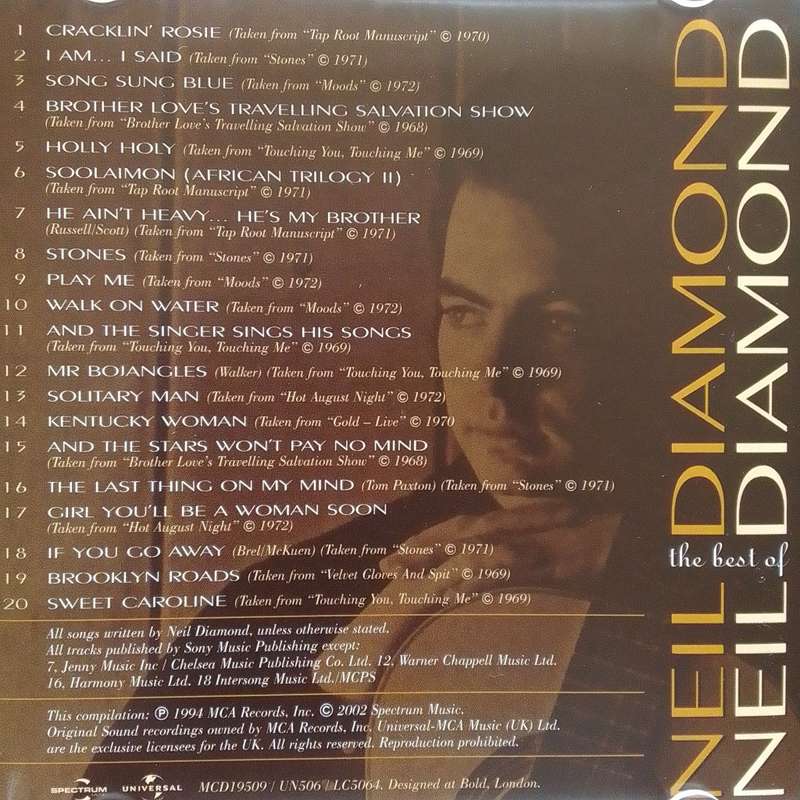 1 CRACKLIN' ROSIE (Taken from "Tap Root Manuscript" © 1970)
2 I AM... I SAID (Taken from "Stones" © 1971)
3 SONG SUNG BLUE (Taken from "Moods" © 1972)
4 BROTHER LOVE'S TRAVELLING SALVATION SHOW
(Taken from "Brother Love's Travelling Salvation Show" © 1968)
5 HOLLY HOLY (Taken from "Touching You, Touching Me" © 1969)
6 SOOLAIMON (AFRICAN TRILOGY II)
(Taken from "Tap Root Manuscript" © 1971)
7 HE AIN'T HEAVY... HE'S MY BROTHER
(Russell/Scott) (Taken from "Tap Root Manuscript" © 1971)
8 STONES (Taken from "Stones" © 1971)
9 PLAY ME (Taken from "Moods" © 1972)
10 WALK ON WATER (Taken from "Moods" © 1972)
11 AND THE SINGER SINGS HIS SONGS
(Taken from "Touching You, Touching Me" © 1969)
12 MR BOJANGLES (Walker) (Taken from "Touching You, Touching Me" © 1969)
13 SOLITARY MAN (Taken from "Hot August Night" © 1972)
14 KENTUCKY WOMAN (Taken from "Gold – Live" © 1970
15 AND THE STARS WON'T PAY NO MIND
(Taken from "Brother Love's Travelling Salvation Show" © 1968)
16 THE LAST THING ON MY MIND (Tom Paxton) (Taken from "Stones" © 1971)
17 GIRL YOU'LL BE A WOMAN SOON
(Taken from "Hot August Night" © 1972)
18 IF YOU GO AWAY (Brel/McKuen) (Taken from "Stones" © 1971)
19 BROOKLYN ROADS (Taken from "Velvet Gloves And Spit" © 1969)
20 SWEET CAROLINE (Taken from "Touching You, Touching Me" © 1969)
All songs written by Neil Diamond, unless otherwise stated.
All tracks published by Sony Music Publishing except:
7, Jenny Music Inc / Chelsea Music Publishing Co. Ltd. 12, Warner Chappell Music Ltd.
16, Harmony Music Ltd. 18 Intersong Music Ltd./MCPS
This compilation: ℗ 1994 MCA Records, Inc. © 2002 Spectrum Music.
Original Sound recordings owned by MCA Records, Inc. Universal-MCA Music (UK) Ltd.
are the exclusive licensees for the UK. All rights reserved. Reproduction prohibited.
SPECTRUM UNIVERSAL MCD19509 / UN506 / LC5064. Designed at Bold, London.
NEIL DIAMOND
the best of
NEIL DIAMOND